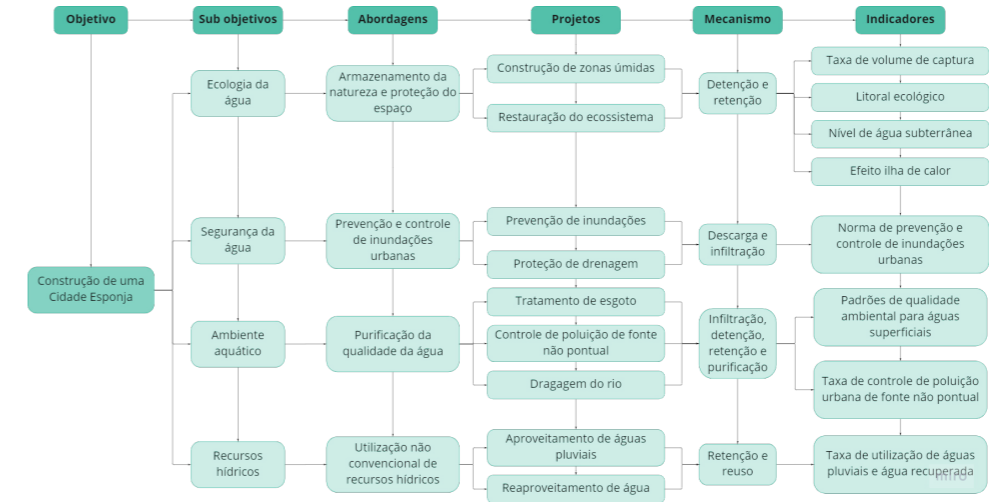 Objetivo
Sub objetivos
Abordagens
Projetos
Mecanismo
Indicadores
Construção de uma
Cidade Esponja
Ecologia da
água
Armazenamento da
natureza e proteção do
espaço
Construção de zonas úmidas
Restauração do ecossistema
Detenção e
retenção
Taxa de volume de captura
Litoral ecológico
Nível de água subterrânea
Efeito ilha de calor
Segurança da
água
Prevenção e controle
de inundações
urbanas
Prevenção de inundações
Proteção de drenagem
Descarga e
infiltração
Norma de prevenção e
controle de inundações
urbanas
Ambiente
aquático
Purificação da
qualidade da água
Tratamento de esgoto
Controle de poluição de fonte
não pontual
Dragagem do rio
Infiltração,
detenção,
retenção e
purificação
Padrões de qualidade
ambiental para águas
superficiais
Taxa de controle de poluição
urbana de fonte não pontual
Recursos
hídricos
Utilização não
convencional de
recursos hídricos
Aproveitamento de águas
pluviais
Reaproveitamento de água
Retenção e
reuso
Taxa de utilização de águas
pluviais e água recuperada
miro